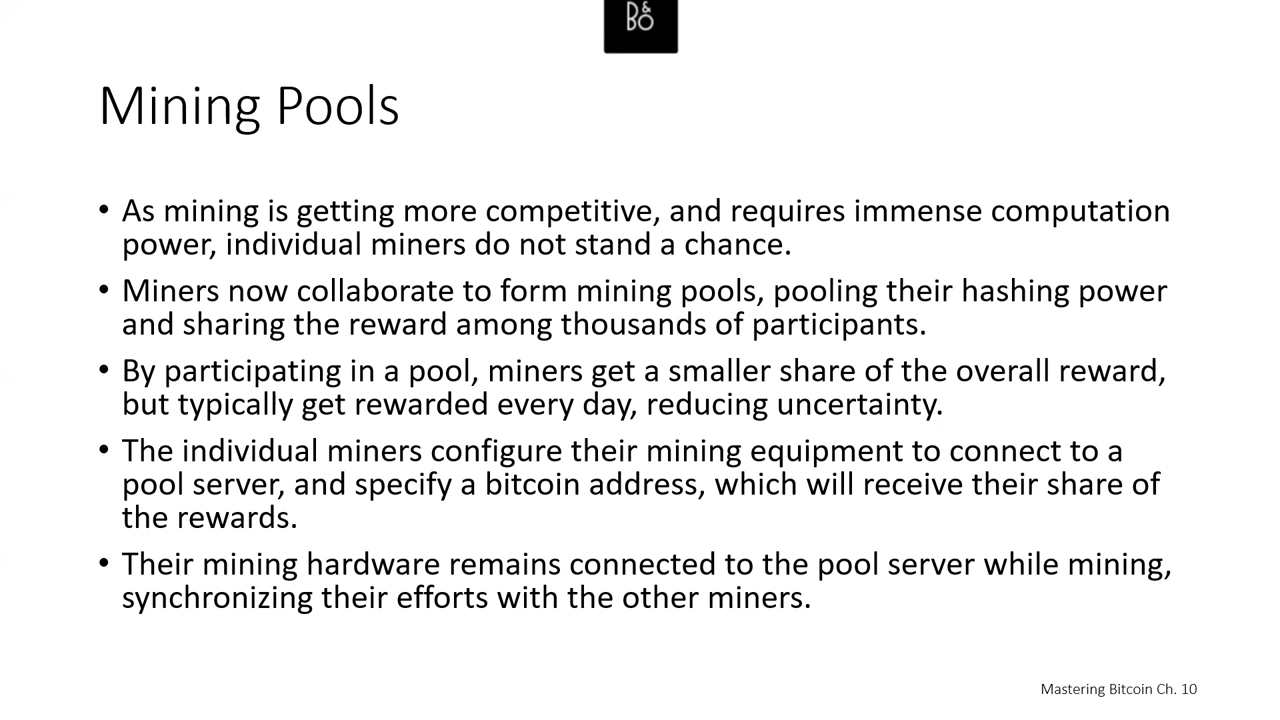 B&O
Mining Pools
• As mining is getting more competitive, and requires immense computation
power, individual miners do not stand a chance.
• Miners now collaborate to form mining pools, pooling their hashing power
and sharing the reward among thousands of participants.
• By participating in a pool, miners get a smaller share of the overall reward,
but typically get rewarded every day, reducing uncertainty.
• The individual miners configure their mining equipment to connect to a
pool server, and specify a bitcoin address, which will receive their share of
the rewards.
• Their mining hardware remains connected to the pool server while mining,
synchronizing their efforts with the other miners.
Mastering Bitcoin Ch. 10